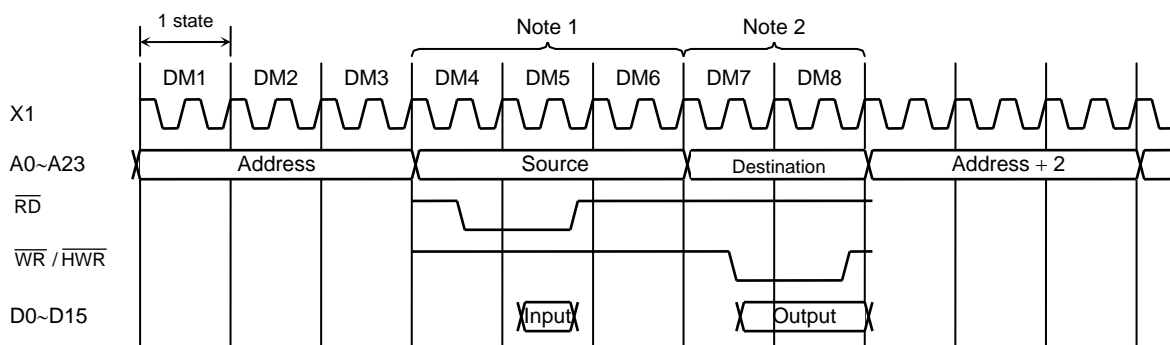 1 state
Note 1
Note 2
DM1 DM2 DM3 DM4 DM5 DM6 DM7 DM8
X1
A0~A23 Address Source Destination Address + 2
RD
WR / HWR
D0~D15 Input Output